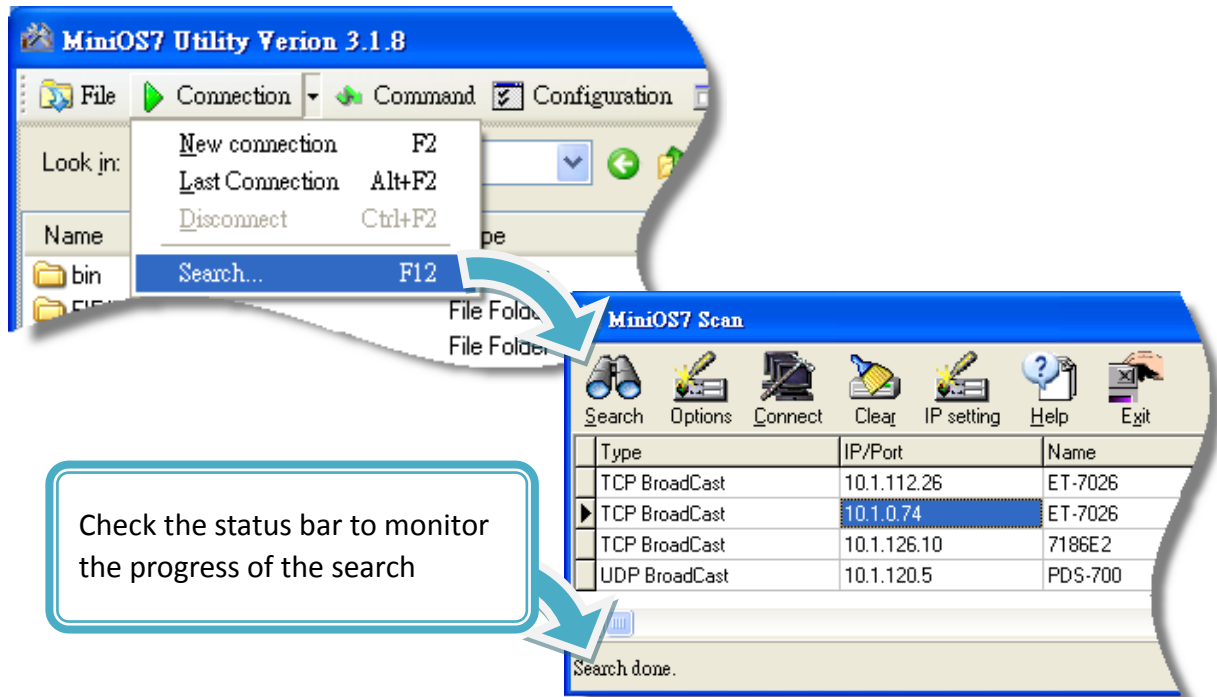 MiniOS7 Utility Verion 3.1.8
File Connection Command Configuration
Look in:
New connection F2
Last Connection Alt+F2
Disconnect Ctrl+F2
Search... F12
Name
bin
File Folder
MiniOS7 Scan
Search Options Connect Clear IP setting Help Exit
Type IP/Port Name
TCP BroadCast 10.1.112.26 ET-7026
TCP BroadCast 10.1.0.74 ET-7026
TCP BroadCast 10.1.126.10 7186E2
UDP BroadCast 10.1.120.5 PDS-700
Search done.
Check the status bar to monitor
the progress of the search